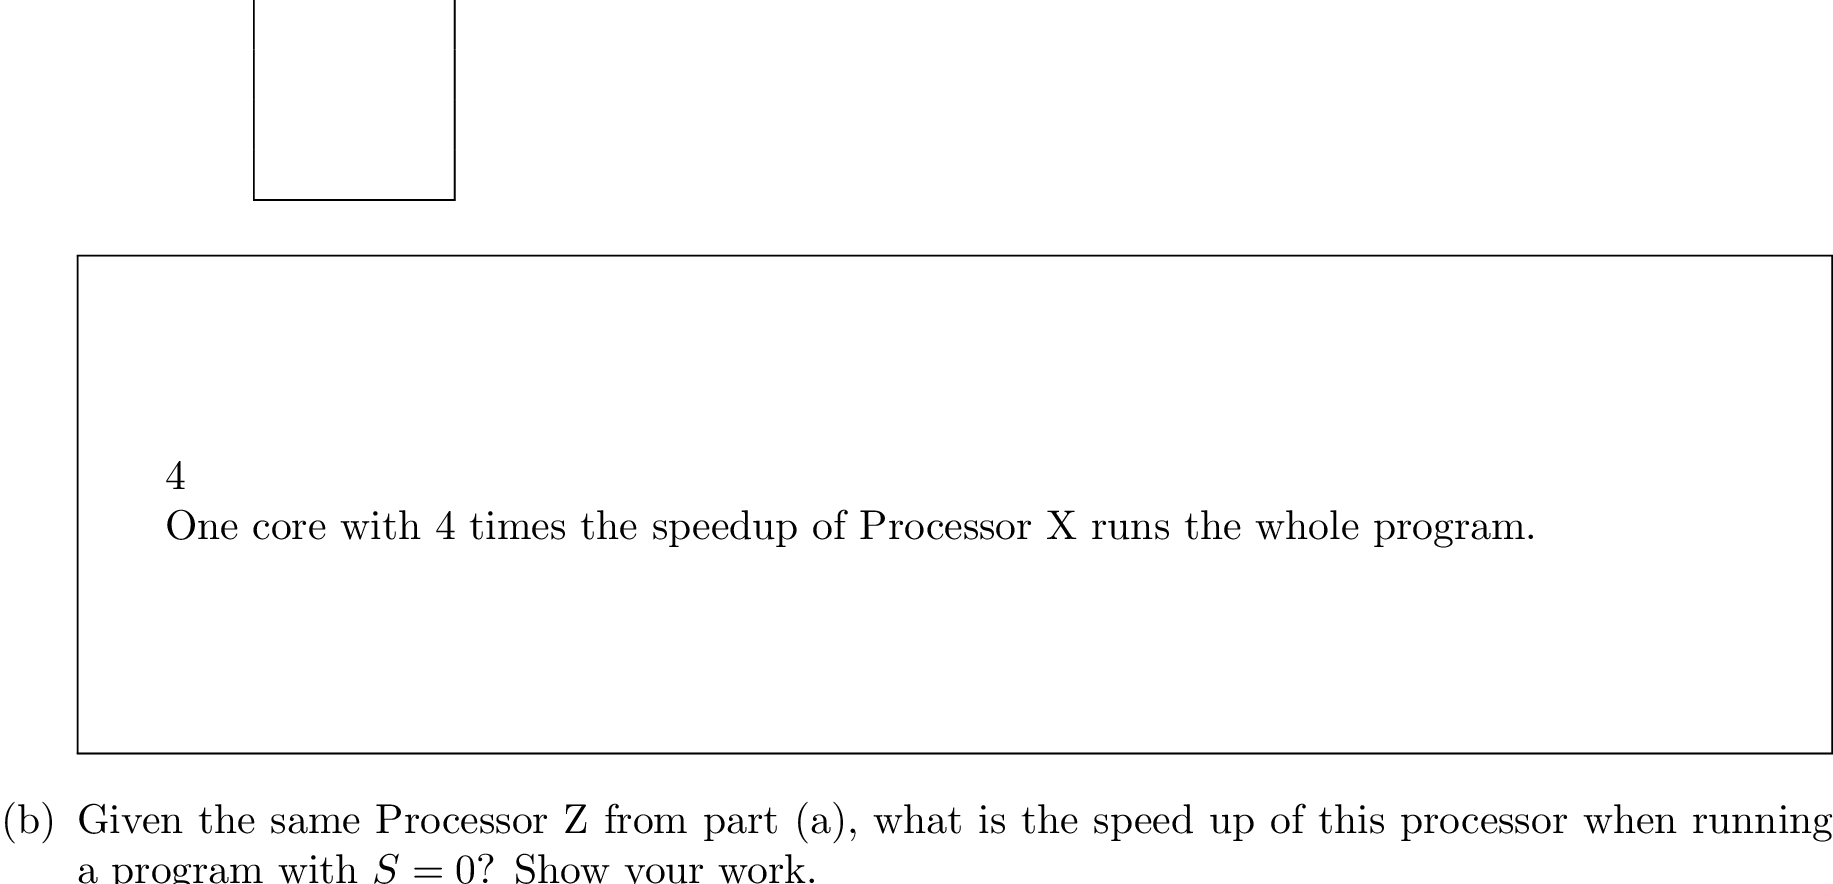 4
One core with 4 times the speedup of Processor X runs the whole program.
(b) Given the same Processor Z from part (a), what is the speed up of this processor when running
a program with S = 0? Show your work.